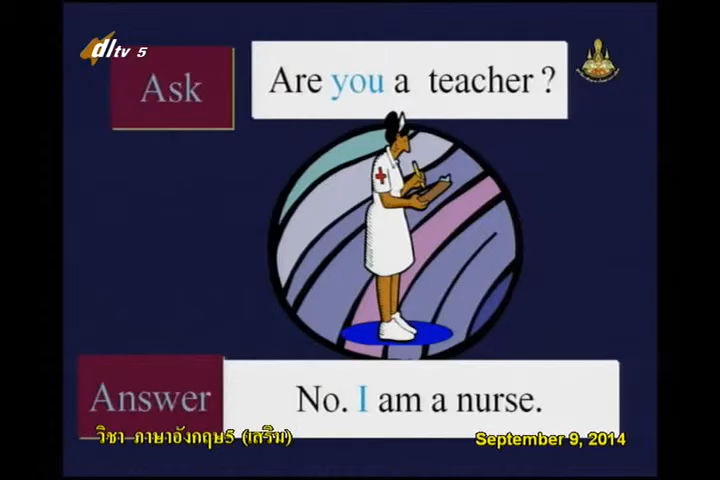 dltv 5
Ask
Are you a teacher ?
Answer
No. I am a nurse.
วิชา ภาษาอังกฤษ5 (เสริม)
September 9, 2014